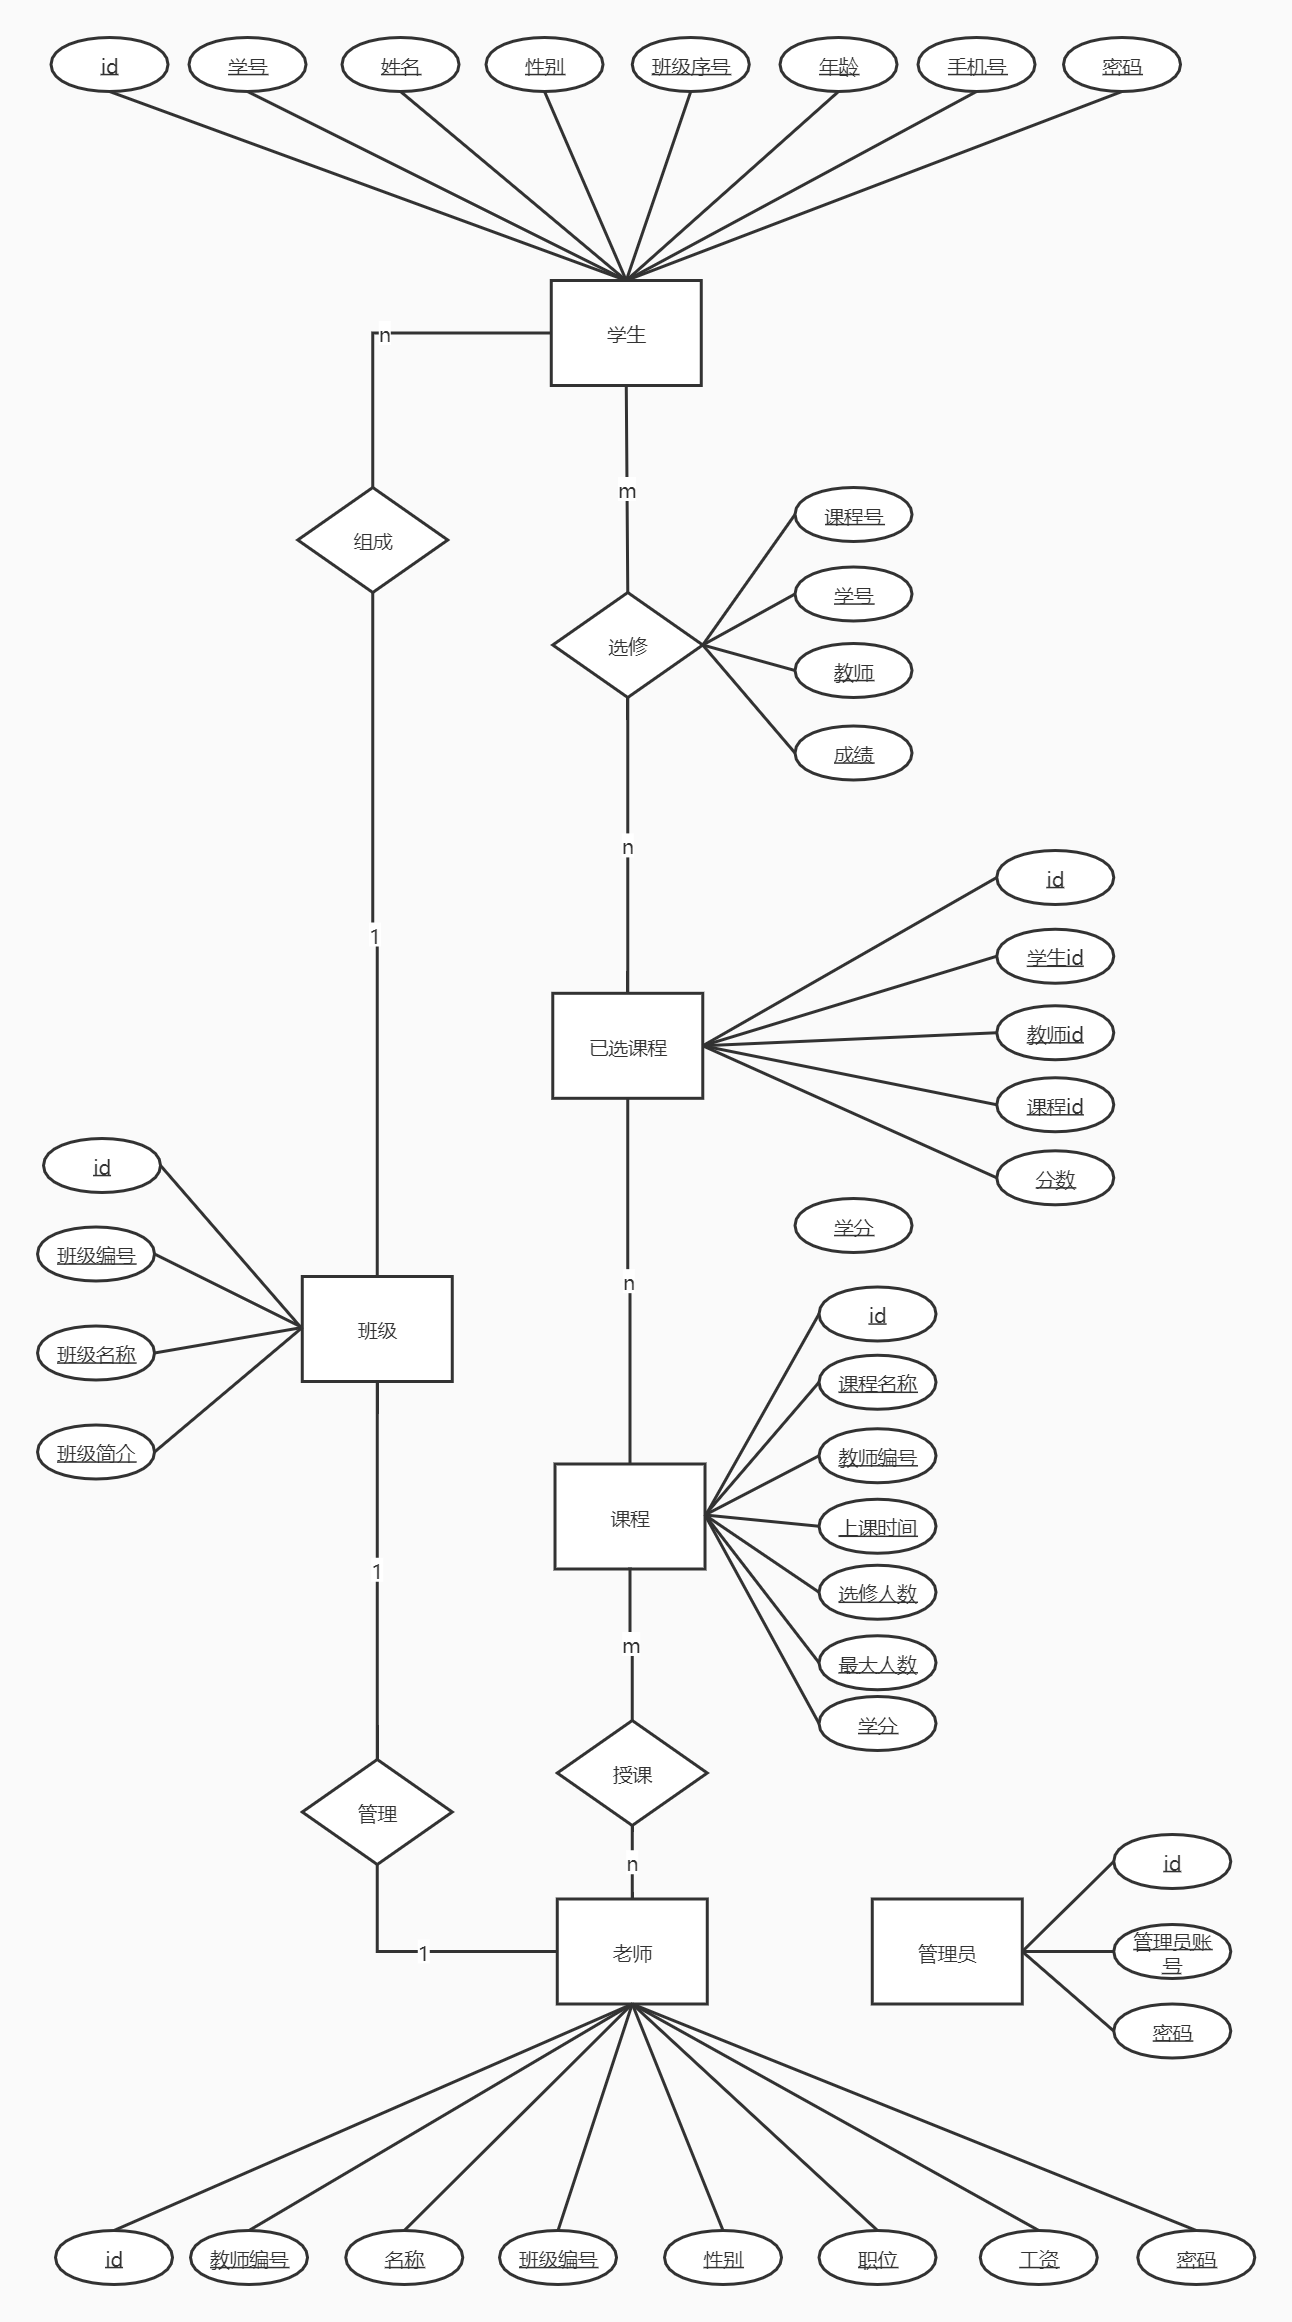 id
学号
姓名
性别
班级序号
年龄
手机号
密码
学生
n
m
课程号
组成
学号
选修
教师
成绩
n
id
1
学生id
教师id
已选课程
课程id
id
分数
学分
班级编号
n
id
班级
班级名称
课程名称
班级简介
教师编号
课程
上课时间
1
选修人数
m
最大人数
学分
授课
管理
n
id
1
老师
管理员
管理员账
号
密码
id
教师编号
名称
班级编号
性别
职位
工资
密码